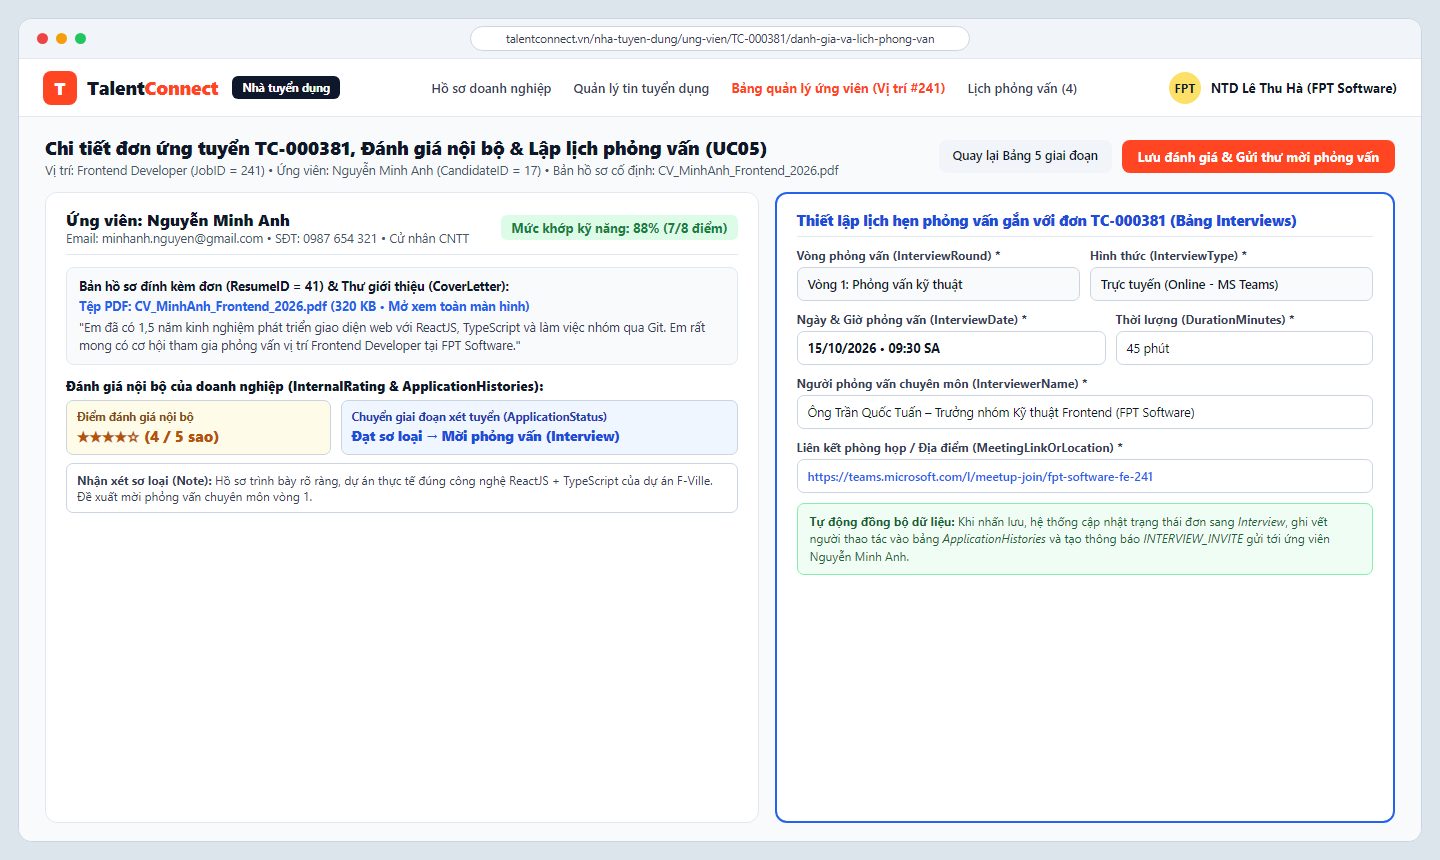 talentconnect.vn/nha-tuyen-dung/ung-vien/TC-000381/danh-gia-va-lich-phong-van
T TalentConnect Nhà tuyển dụng Hồ sơ doanh nghiệp Quản lý tin tuyển dụng Bảng quản lý ứng viên (Vị trí #241) Lịch phỏng vấn (4) FPT NTD Lê Thu Hà (FPT Software)
Chi tiết đơn ứng tuyển TC-000381, Đánh giá nội bộ & Lập lịch phỏng vấn (UC05)
Vị trí: Frontend Developer (JobID = 241) • Ứng viên: Nguyễn Minh Anh (CandidateID = 17) • Bản hồ sơ cố định: CV_MinhAnh_Frontend_2026.pdf
Quay lại Bảng 5 giai đoạn
Lưu đánh giá & Gửi thư mời phỏng vấn
Ứng viên: Nguyễn Minh Anh
Email: minhanh.nguyen@gmail.com • SĐT: 0987 654 321 • Cử nhân CNTT
Mức khớp kỹ năng: 88% (7/8 điểm)
Bản hồ sơ đính kèm đơn (ResumeID = 41) & Thư giới thiệu (CoverLetter):
Tệp PDF: CV_MinhAnh_Frontend_2026.pdf (320 KB • Mở xem toàn màn hình)
"Em đã có 1,5 năm kinh nghiệm phát triển giao diện web với ReactJS, TypeScript và làm việc nhóm qua Git. Em rất
mong có cơ hội tham gia phỏng vấn vị trí Frontend Developer tại FPT Software."
Đánh giá nội bộ của doanh nghiệp (InternalRating & ApplicationHistories):
Điểm đánh giá nội bộ
★★★★☆ (4 / 5 sao)
Chuyển giai đoạn xét tuyển (ApplicationStatus)
Đạt sơ loại → Mời phỏng vấn (Interview)
Nhận xét sơ loại (Note): Hồ sơ trình bày rõ ràng, dự án thực tế đúng công nghệ ReactJS + TypeScript của dự án F-Ville.
Đề xuất mời phỏng vấn chuyên môn vòng 1.
Thiết lập lịch hẹn phỏng vấn gắn với đơn TC-000381 (Bảng Interviews)
Vòng phỏng vấn (InterviewRound) *
Vòng 1: Phỏng vấn kỹ thuật
Hình thức (InterviewType) *
Trực tuyến (Online - MS Teams)
Ngày & Giờ phỏng vấn (InterviewDate) *
15/10/2026 • 09:30 SA
Thời lượng (DurationMinutes) *
45 phút
Người phỏng vấn chuyên môn (InterviewerName) *
Ông Trần Quốc Tuấn – Trưởng nhóm Kỹ thuật Frontend (FPT Software)
Liên kết phòng họp / Địa điểm (MeetingLinkOrLocation) *
https://teams.microsoft.com/l/meetup-join/fpt-software-fe-241
Tự động đồng bộ dữ liệu: Khi nhấn lưu, hệ thống cập nhật trạng thái đơn sang Interview, ghi vết
người thao tác vào bảng ApplicationHistories và tạo thông báo INTERVIEW_INVITE gửi tới ứng viên
Nguyễn Minh Anh.